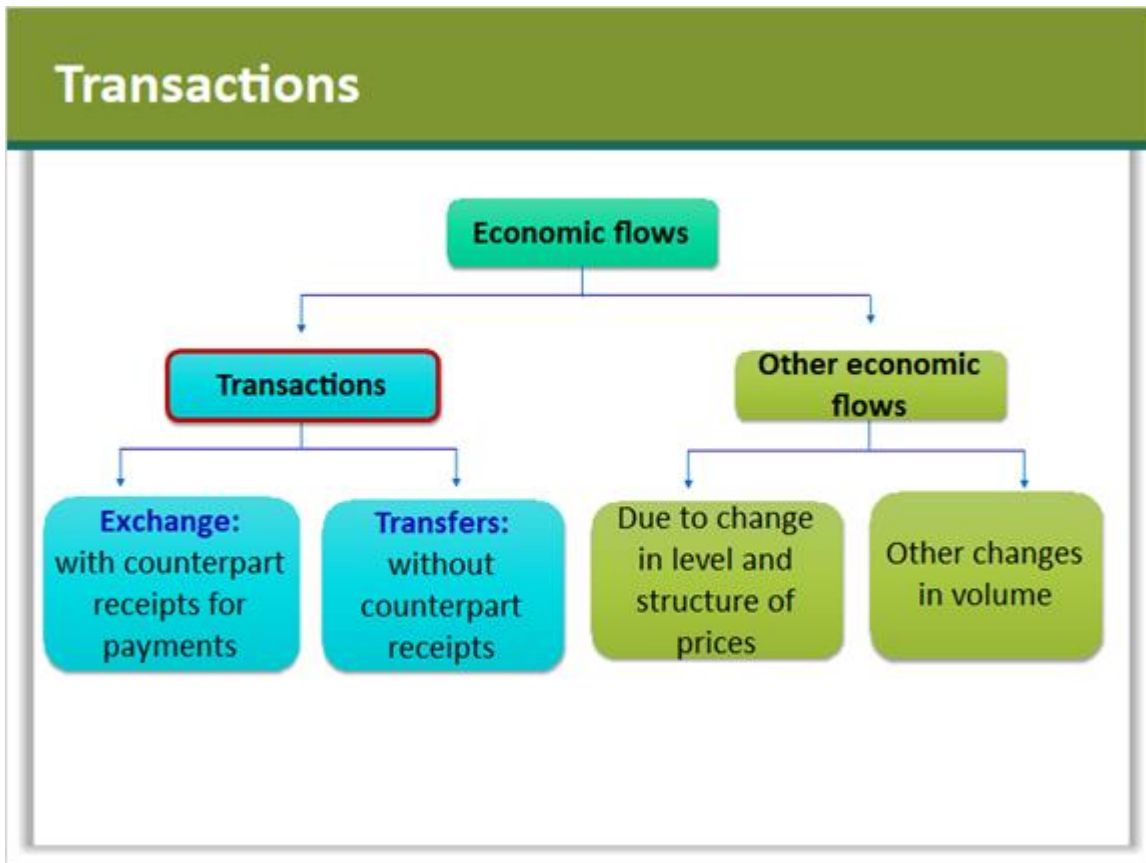 Transactions
Economic flows
Transactions
Other economic
flows
Exchange:
with counterpart
receipts for
payments
Transfers:
without
counterpart
receipts
Due to change
in level and
structure of
prices
Other changes
in volume